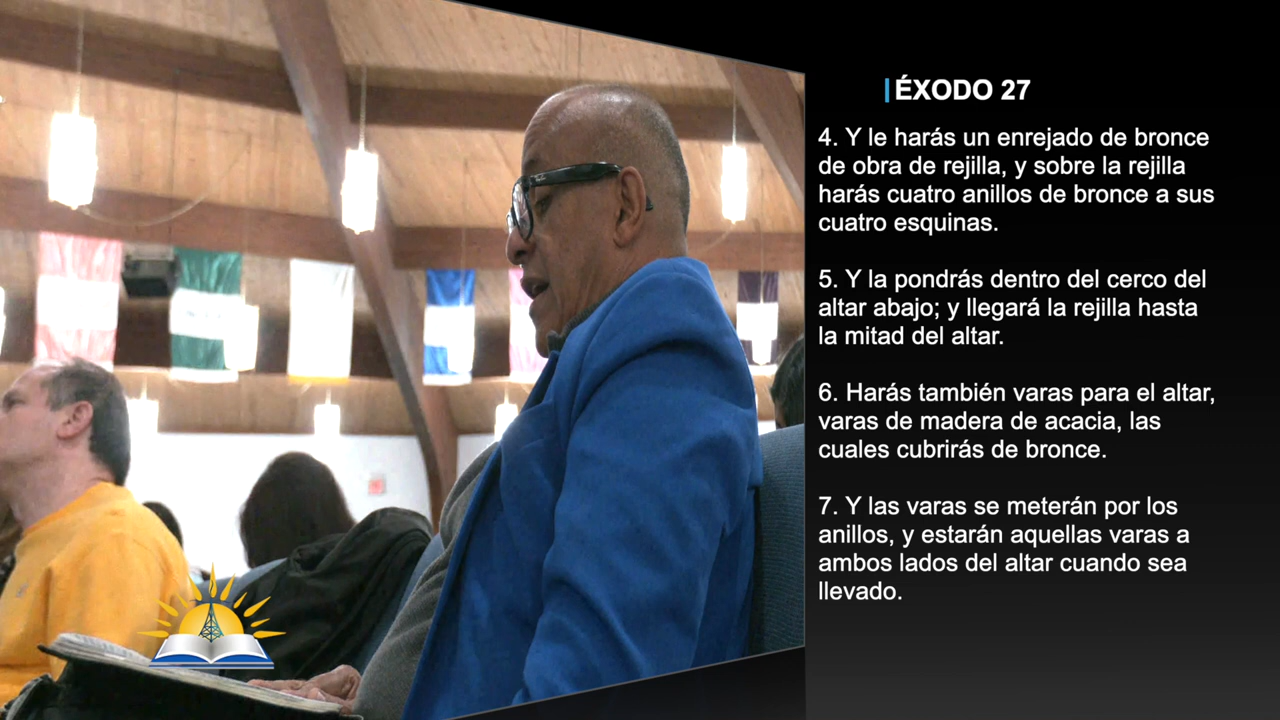 ÉXODO 27
4. Y le harás un enrejado de bronce
de obra de rejilla, y sobre la rejilla
harás cuatro anillos de bronce a sus
cuatro esquinas.
5. Y la pondrás dentro del cerco del
altar abajo; y llegará la rejilla hasta
la mitad del altar.
6. Harás también varas para el altar,
varas de madera de acacia, las
cuales cubrirás de bronce.
7. Y las varas se meterán por los
anillos, y estarán aquellas varas a
ambos lados del altar cuando sea
llevado.